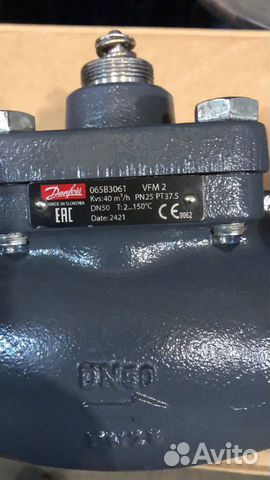 Danfoss
MADE IN SLOVENIA
EAC
065B3061 VFM 2
Kvs:40 m³/h PN25 PT37.5
DN50 T:2...150°C
Date:2421
CE 0062
DN50
PN25
Avito